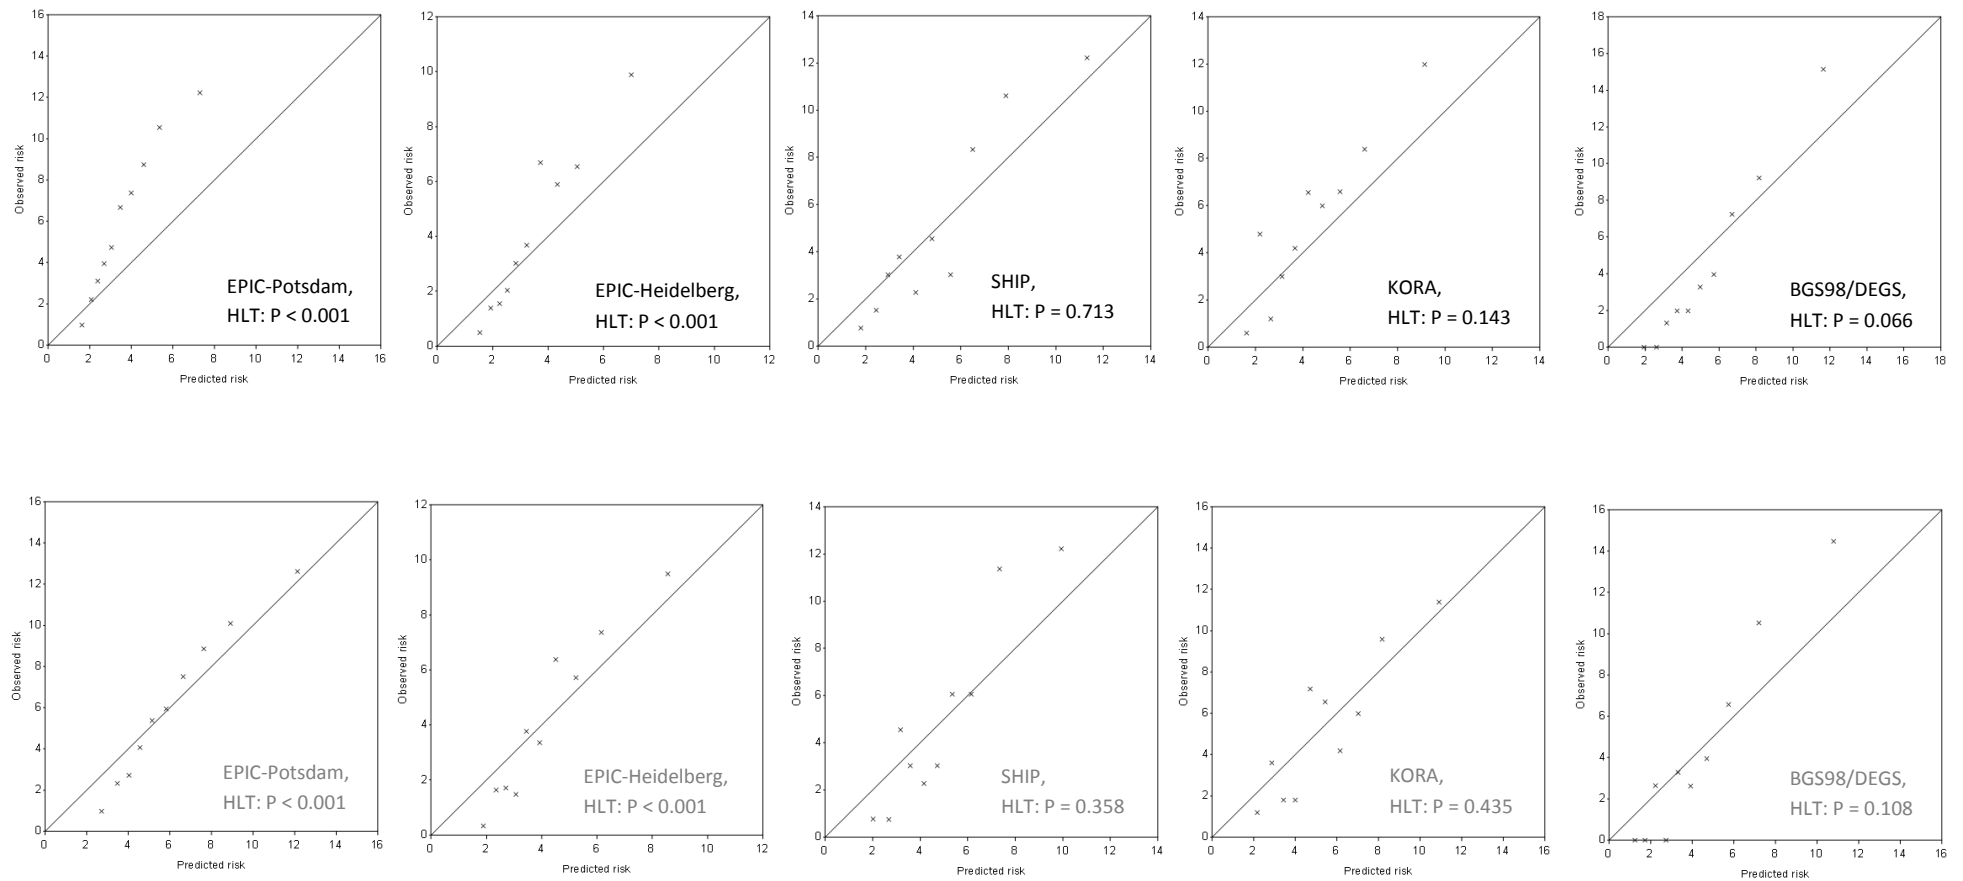 16
14
12
10
8
6
4
2
0
Observed risk
0 2 4 6 8 10 12 14 16
Predicted risk
EPIC-Potsdam,
HLT: P < 0.001
12
10
8
6
4
2
0
Observed risk
0 2 4 6 8 10 12
Predicted risk
EPIC-Heidelberg,
HLT: P < 0.001
14
12
10
8
6
4
2
0
Observed risk
0 2 4 6 8 10 12 14
Predicted risk
SHIP,
HLT: P = 0.713
14
12
10
8
6
4
2
0
Observed risk
0 2 4 6 8 10 12 14
Predicted risk
KORA,
HLT: P = 0.143
18
16
14
12
10
8
6
4
2
0
Observed risk
0 2 4 6 8 10 12 14 16 18
Predicted risk
BGS98/DEGS,
HLT: P = 0.066
16
14
12
10
8
6
4
2
0
Observed risk
0 2 4 6 8 10 12 14 16
Predicted risk
EPIC-Potsdam,
HLT: P < 0.001
12
10
8
6
4
2
0
Observed risk
0 2 4 6 8 10 12
Predicted risk
EPIC-Heidelberg,
HLT: P < 0.001
14
12
10
8
6
4
2
0
Observed risk
0 2 4 6 8 10 12 14
Predicted risk
SHIP,
HLT: P = 0.358
16
14
12
10
8
6
4
2
0
Observed risk
0 2 4 6 8 10 12 14 16
Predicted risk
KORA,
HLT: P = 0.435
16
14
12
10
8
6
4
2
0
Observed risk
0 2 4 6 8 10 12 14 16
Predicted risk
BGS98/DEGS,
HLT: P = 0.108